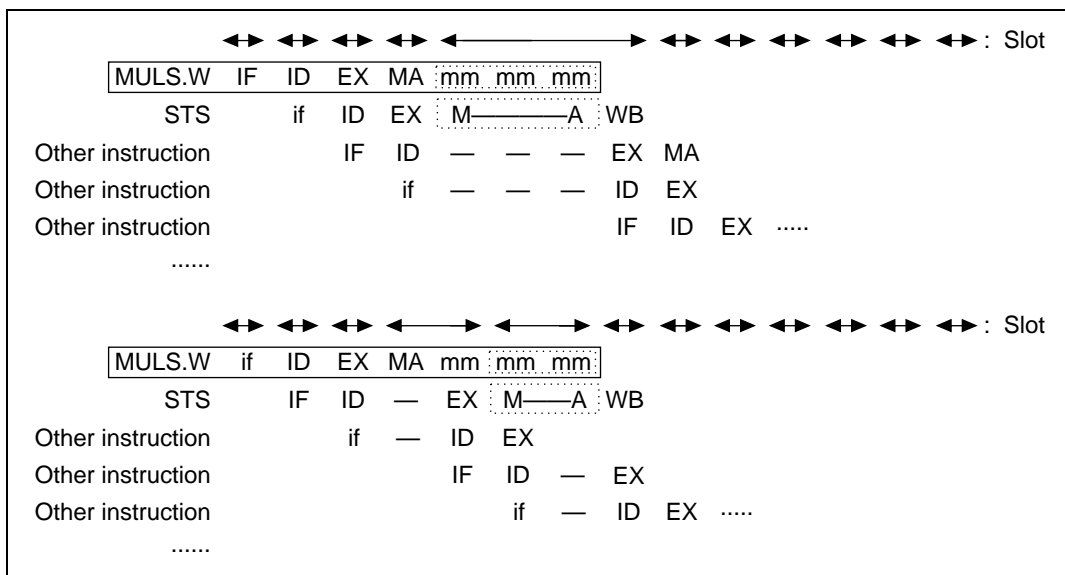 : Slot
MULS.W IF ID EX MA mm mm mm
STS if ID EX M———A WB
Other instruction IF ID — — — EX MA
Other instruction if — — — ID EX
Other instruction IF ID EX .....
......
: Slot
MULS.W if ID EX MA mm mm mm
STS IF ID — EX M——A WB
Other instruction if — ID EX
Other instruction IF ID — EX
Other instruction if — ID EX .....
......